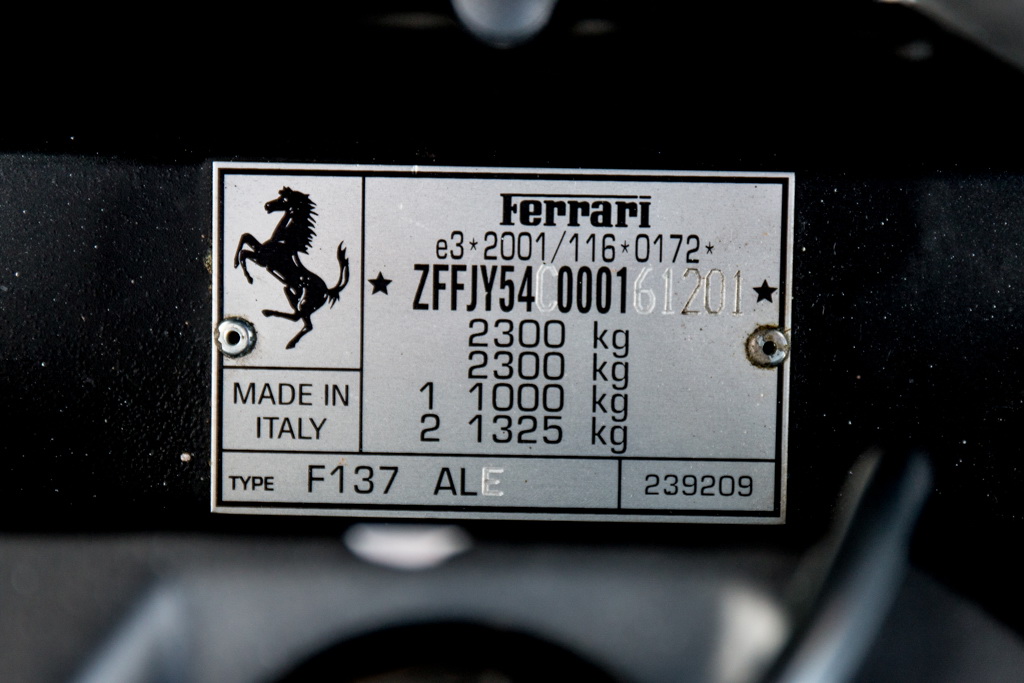 Ferrari
e3*2001/116*0172*
★ ZFFJY54C000161201 ★
2300 kg
2300 kg
1 1000 kg
2 1325 kg
MADE IN
ITALY
TYPE F137 ALE
239209